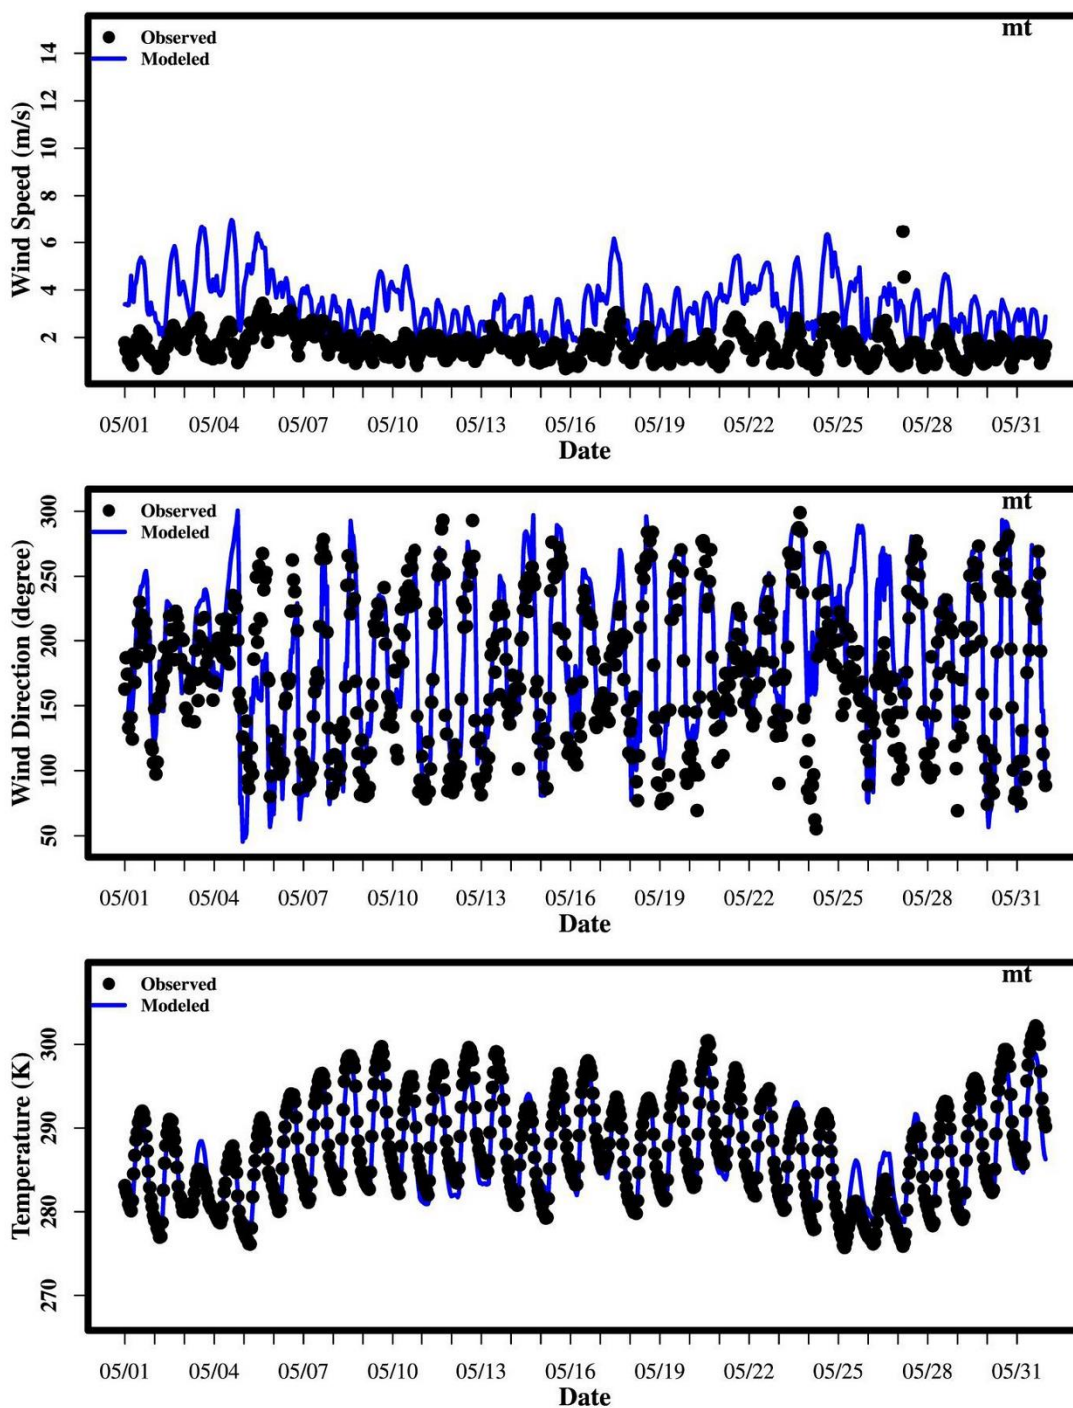 mt
Observed
Modeled
Wind Speed (m/s)
14
12
10
8
6
4
2
05/01 05/04 05/07 05/10 05/13 05/16 05/19 05/22 05/25 05/28 05/31
Date
mt
Observed
Modeled
Wind Direction (degree)
300
250
200
150
100
50
05/01 05/04 05/07 05/10 05/13 05/16 05/19 05/22 05/25 05/28 05/31
Date
mt
Observed
Modeled
Temperature (K)
300
290
280
270
05/01 05/04 05/07 05/10 05/13 05/16 05/19 05/22 05/25 05/28 05/31
Date